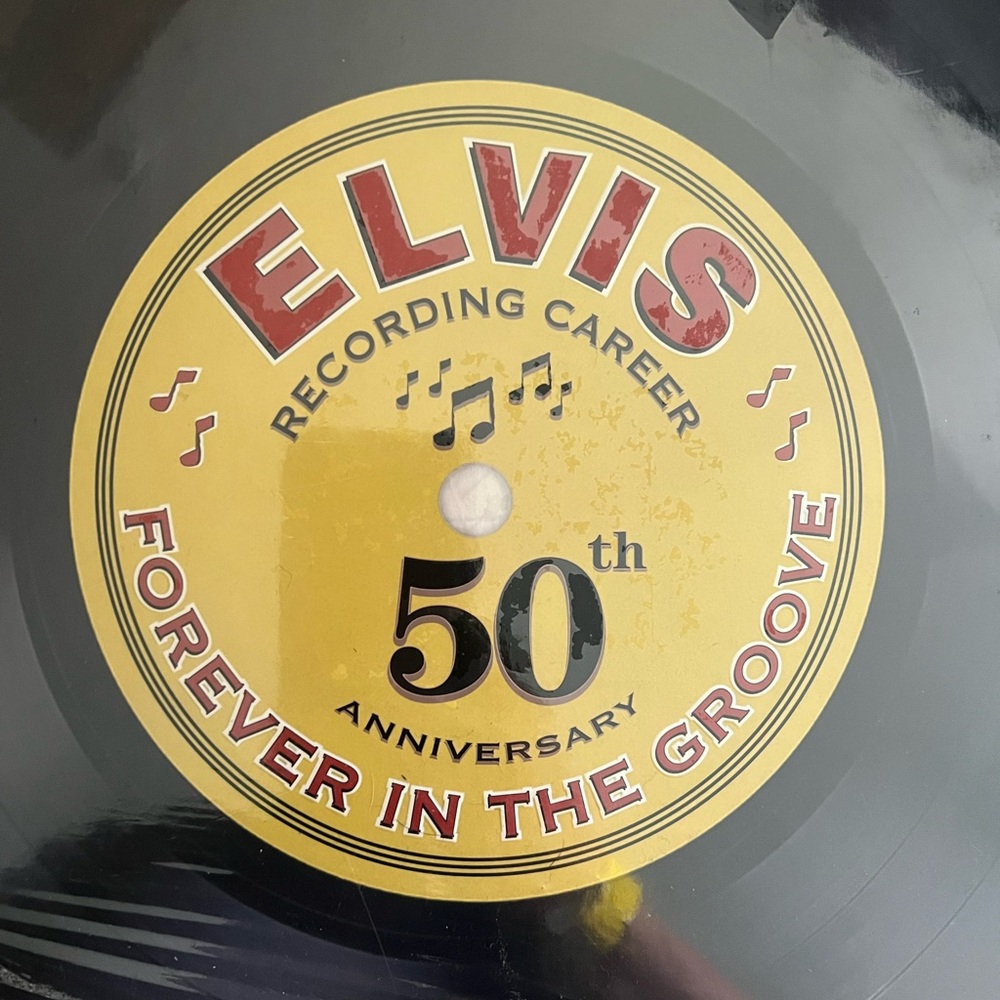 ELVIS
RECORDING CAREER
50th
ANNIVERSARY
FOREVER IN THE GROOVE